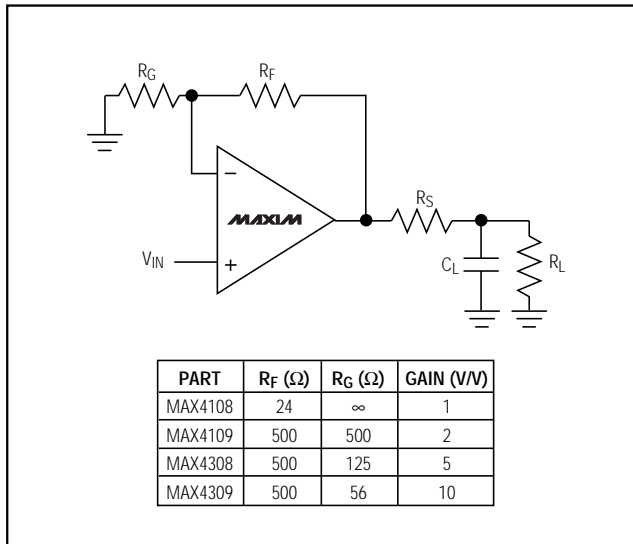 RG
RF
−
MAXIM
VIN
+
RS
CL
RL
PART RF (Ω) RG (Ω) GAIN (V/V)
MAX4108 24 ∞ 1
MAX4109 500 500 2
MAX4308 500 125 5
MAX4309 500 56 10